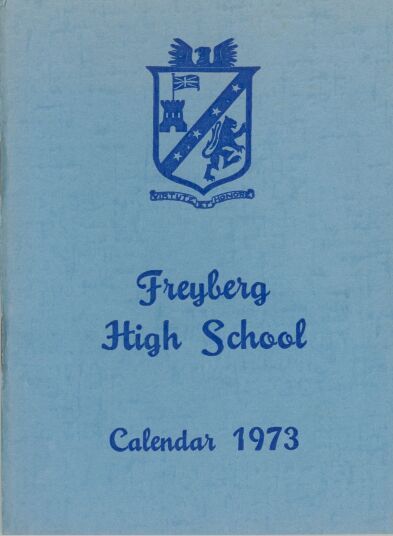 VIRTUTE ET HONORE
Freyberg
High School
Calendar 1973